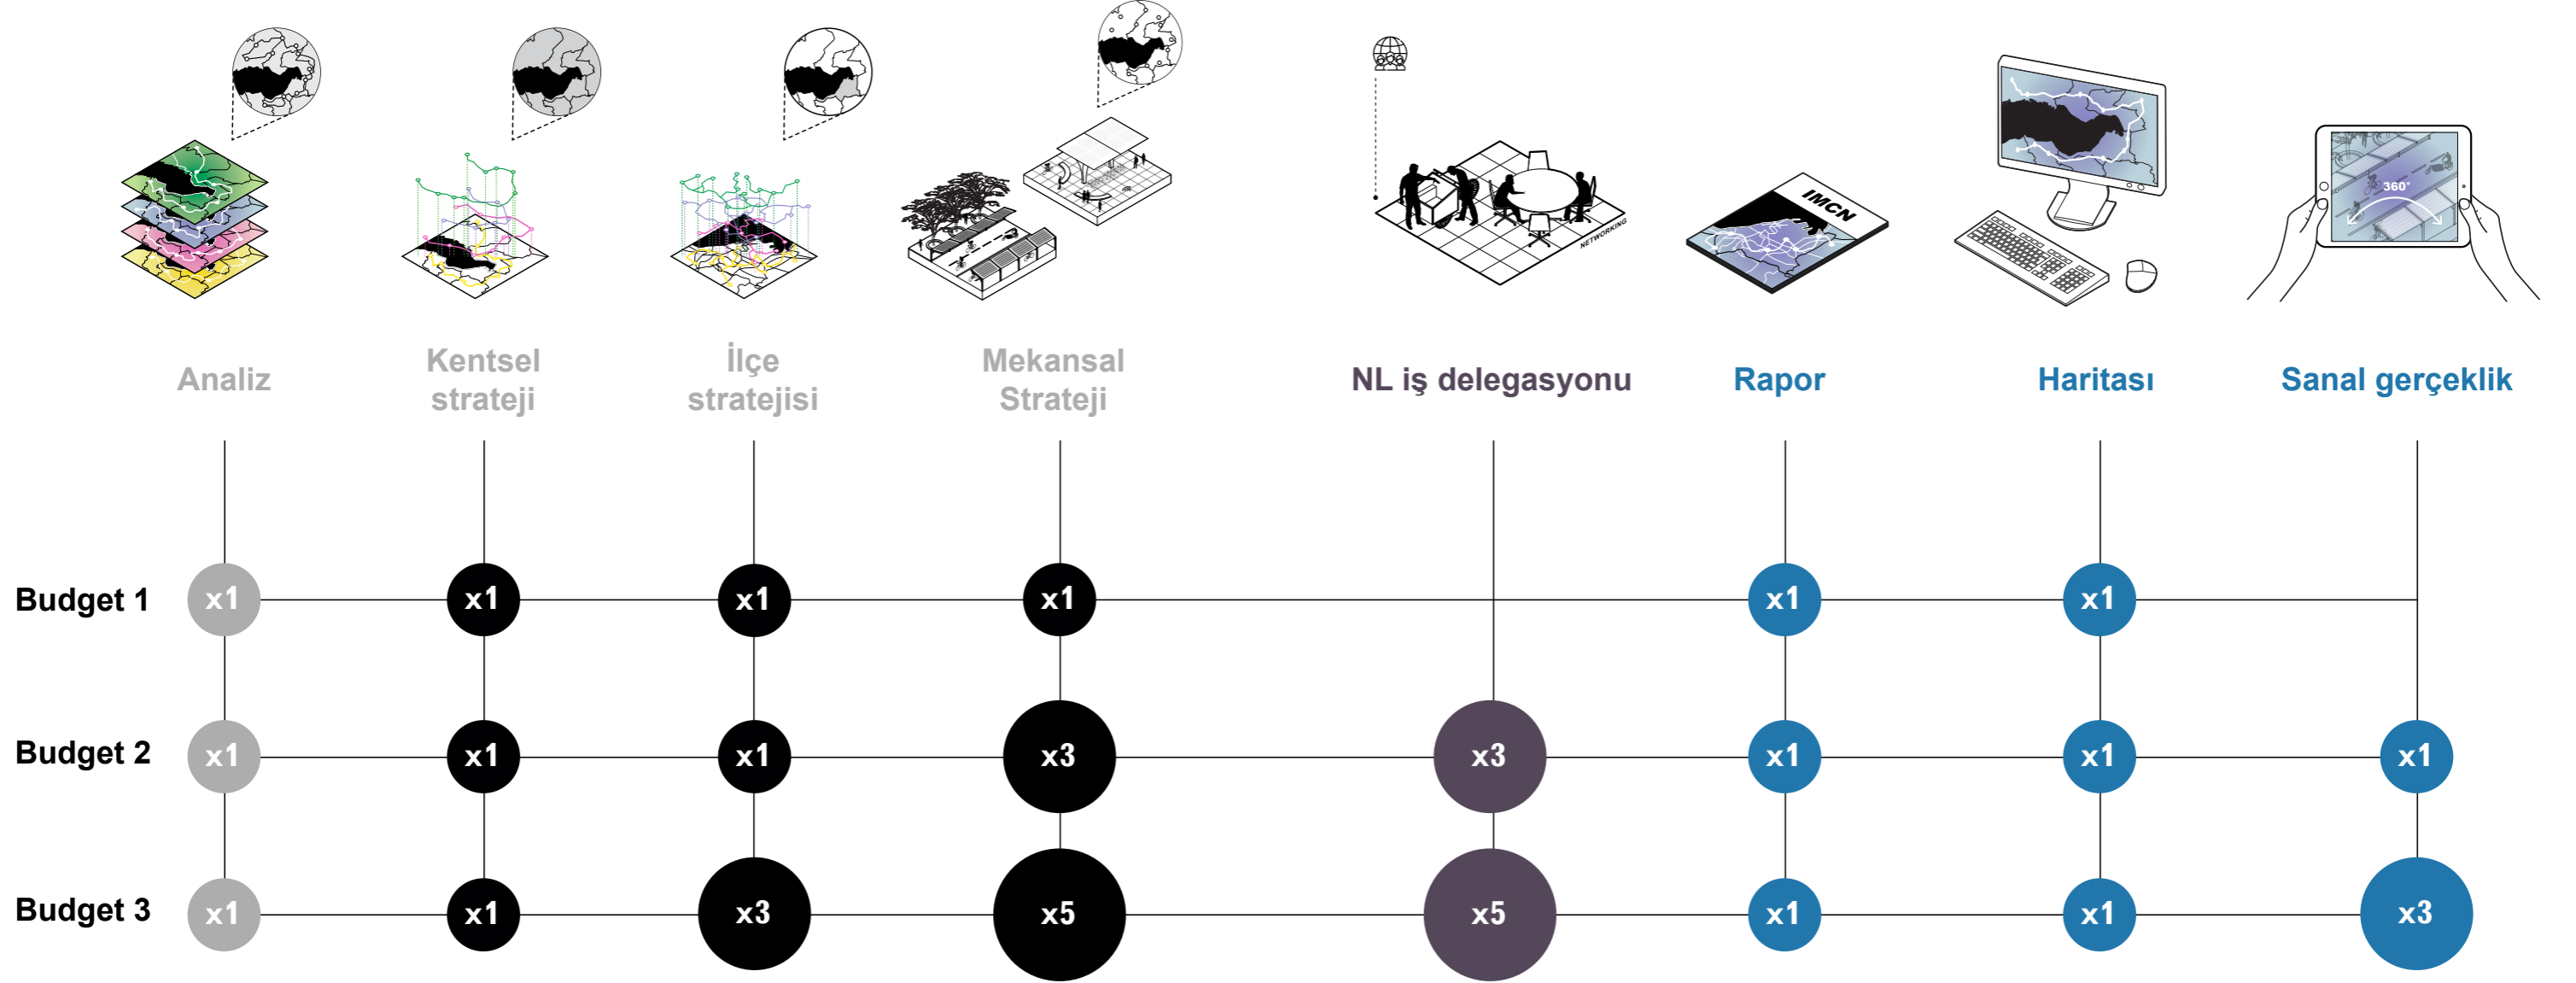 IMCN
360°
NETWORKING
Analiz
Kentsel
strateji
İlçe
stratejisi
Mekansal
Strateji
NL iş delegasyonu
Rapor
Haritası
Sanal gerçeklik
Budget 1
x1
x1
x1
x1
x1
x1
Budget 2
x1
x1
x1
x3
x3
x1
x1
x1
Budget 3
x1
x1
x3
x5
x5
x1
x1
x3